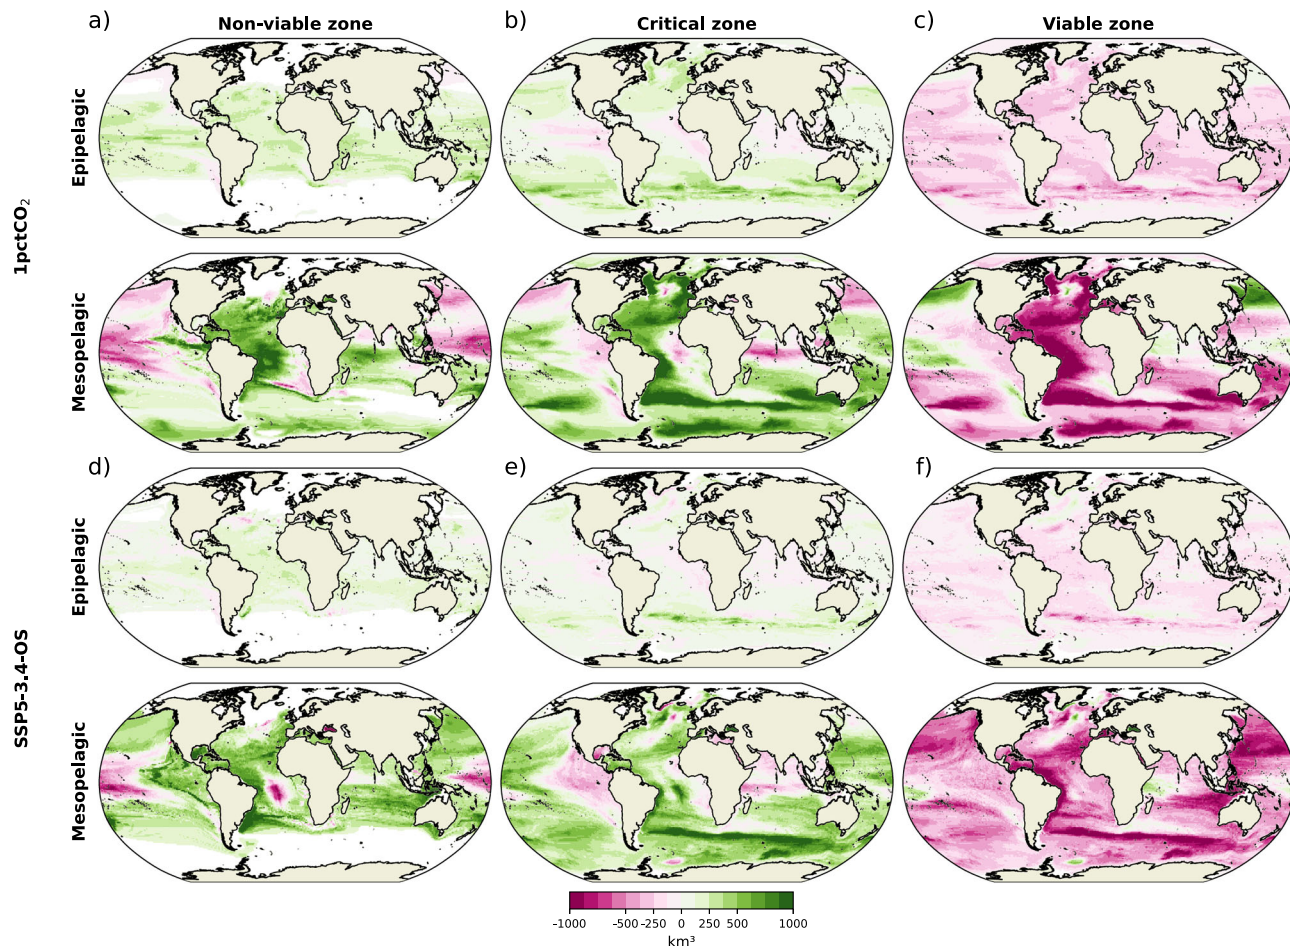 a) Non-viable zone b) Critical zone c) Viable zone
1pctCO₂
Epipelagic
Mesopelagic
d) e) f)
SSP5-3.4-OS
Epipelagic
Mesopelagic
-1000 -500 -250 0 250 500 1000
km³